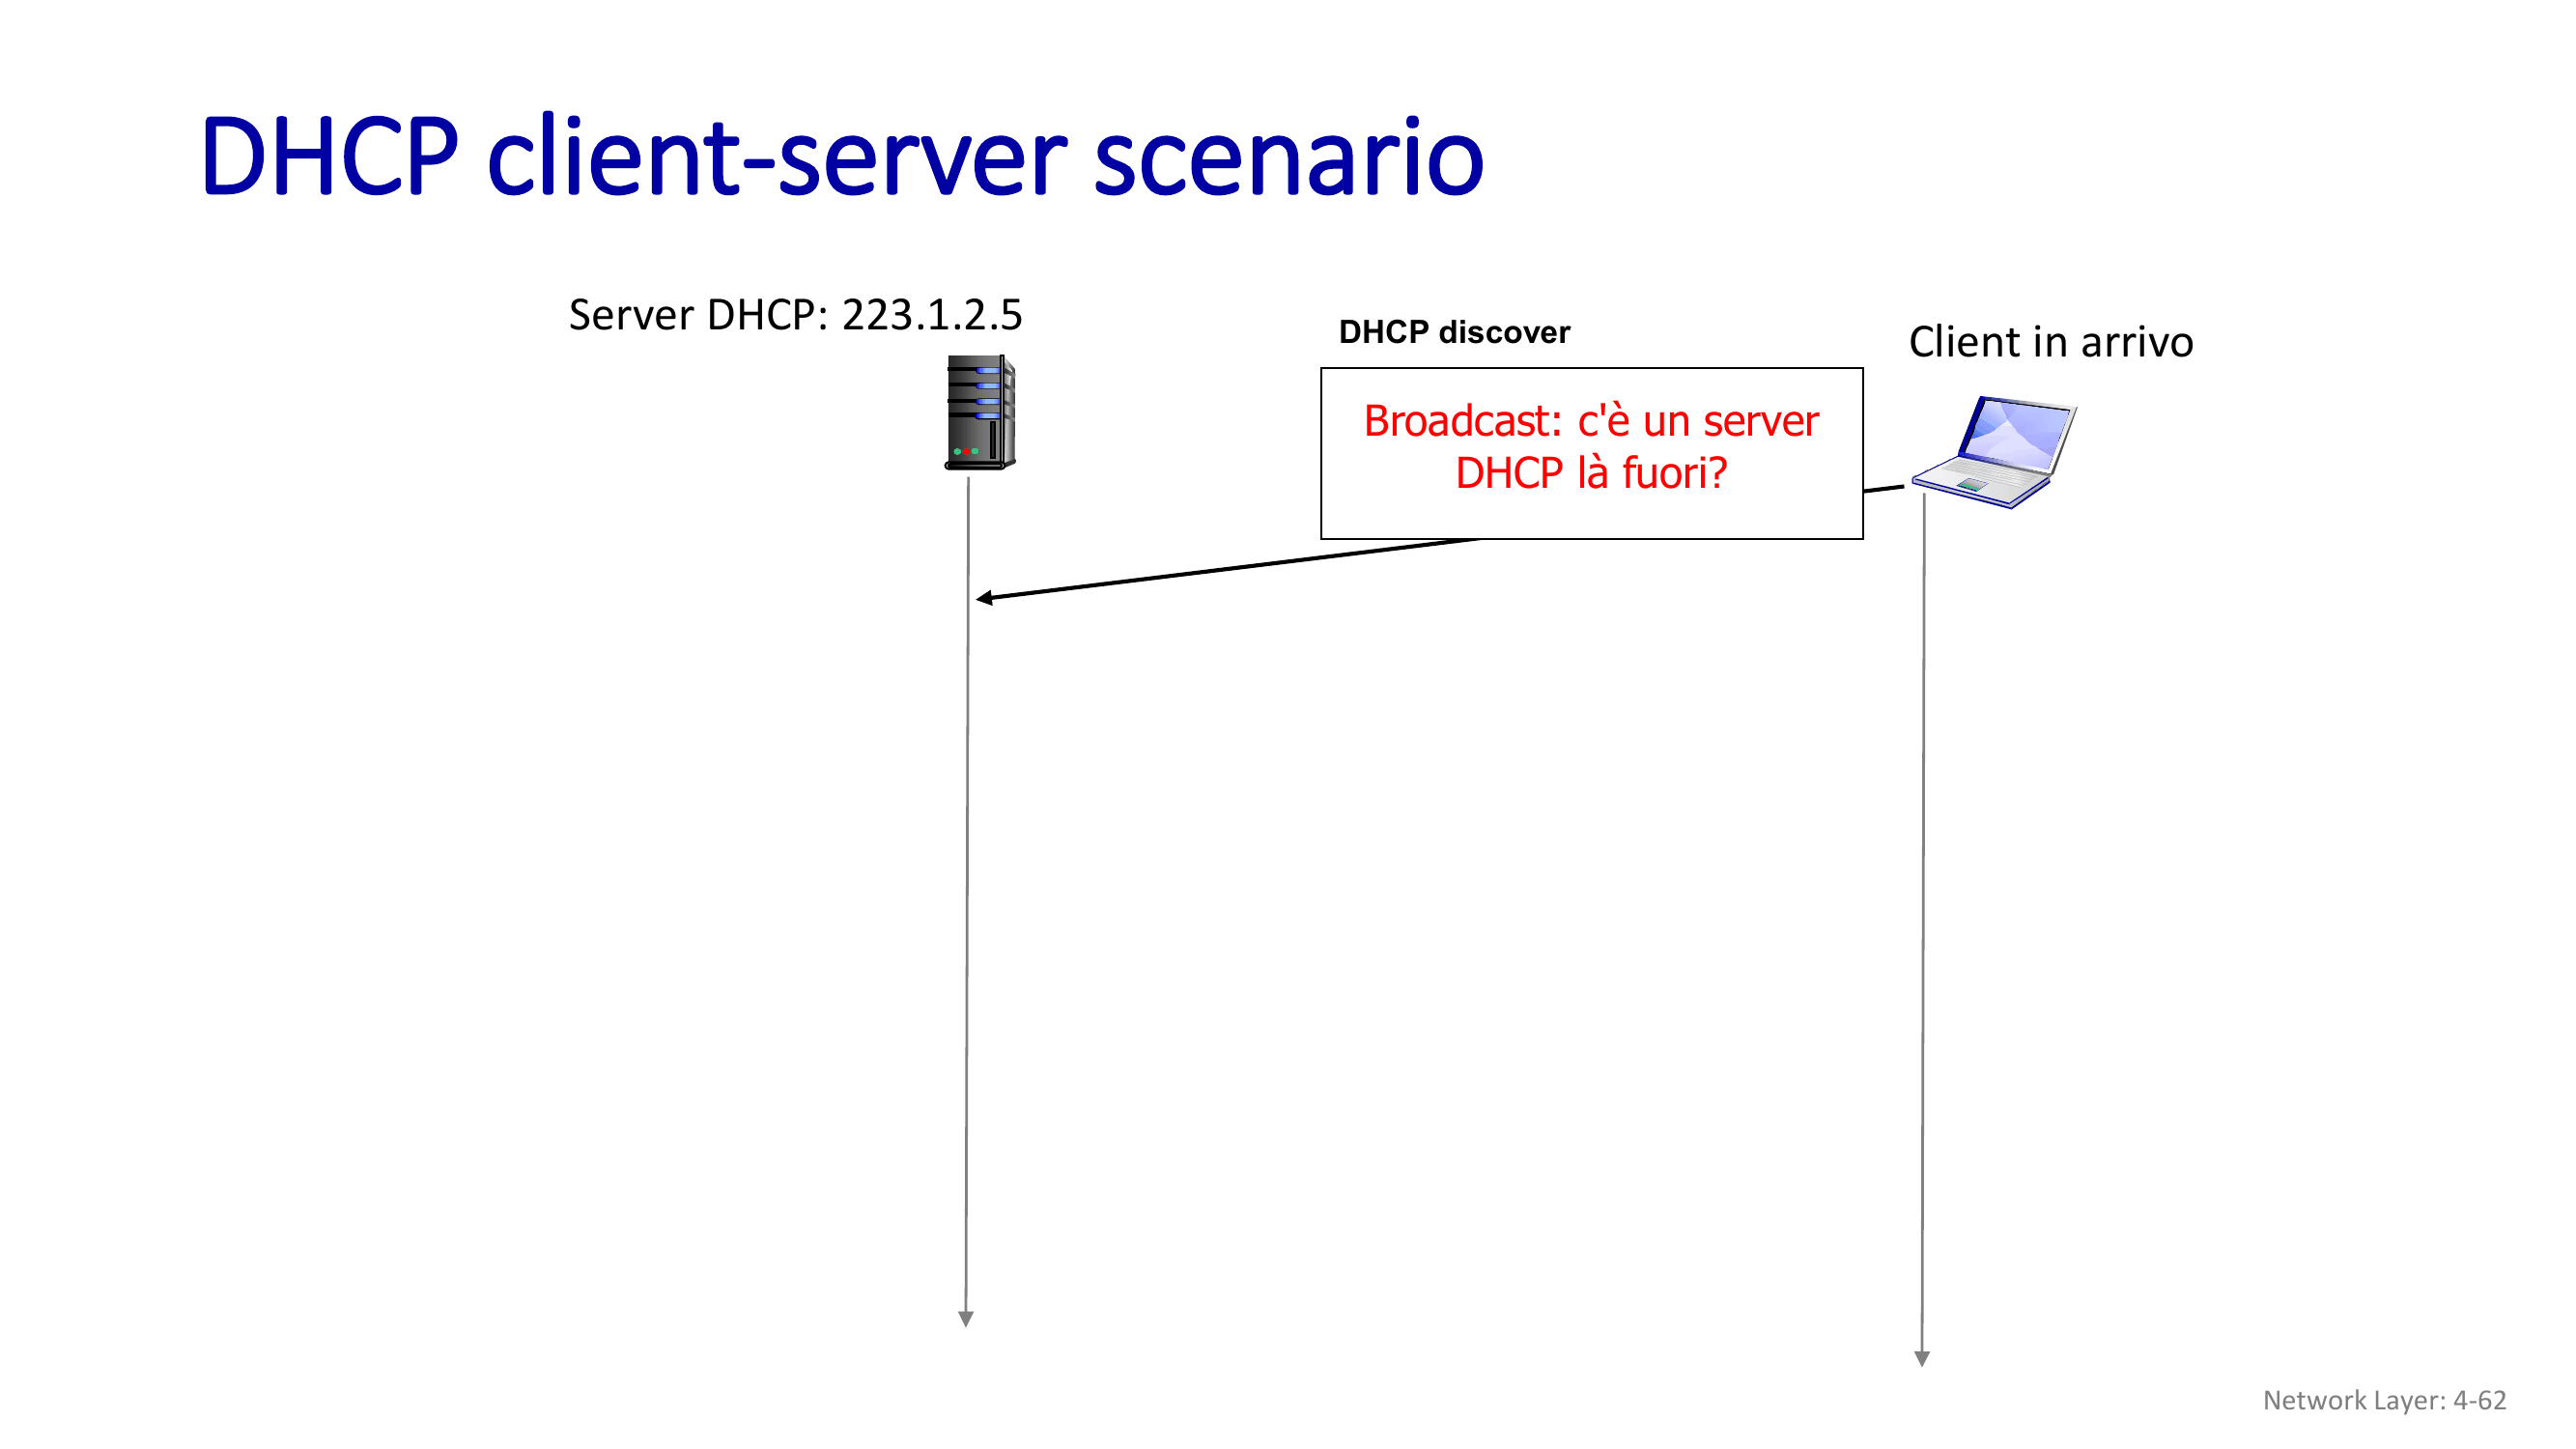 DHCP client-server scenario
Server DHCP: 223.1.2.5
DHCP discover
Client in arrivo
Broadcast: c'è un server
DHCP là fuori?
Network Layer: 4-62